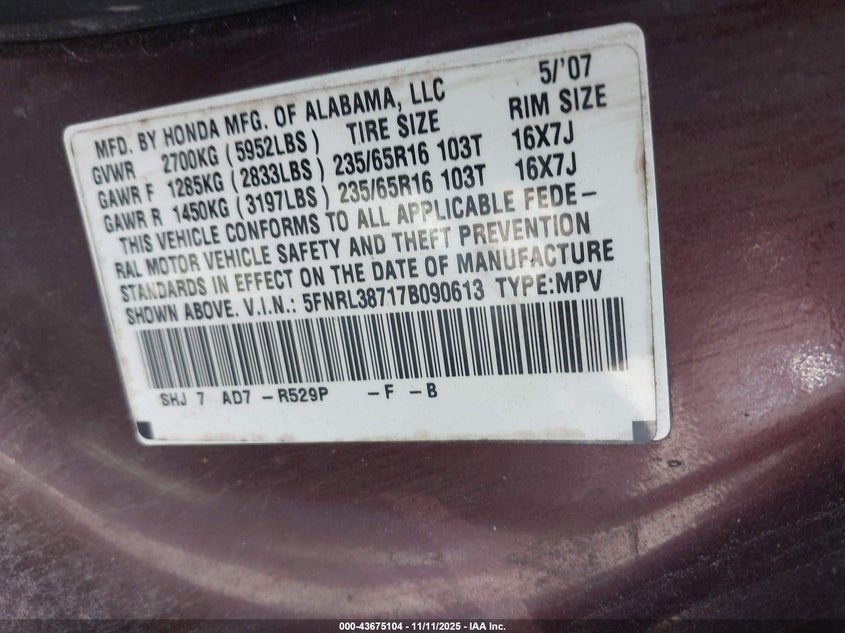 MFD. BY HONDA MFG. OF ALABAMA, LLC 5/'07
GVWR 2700KG (5952LBS) TIRE SIZE RIM SIZE
GAWR F 1285KG (2833LBS) 235/65R16 103T 16X7J
GAWR R 1450KG (3197LBS) 235/65R16 103T 16X7J
THIS VEHICLE CONFORMS TO ALL APPLICABLE FEDE-
RAL MOTOR VEHICLE SAFETY AND THEFT PREVENTION
STANDARDS IN EFFECT ON THE DATE OF MANUFACTURE
SHOWN ABOVE. V.I.N.: 5FNRL38717B090613 TYPE:MPV
SHJ 7 AD7 -R529P -F -B
000-43675104 - 11/11/2025 - IAA Inc.